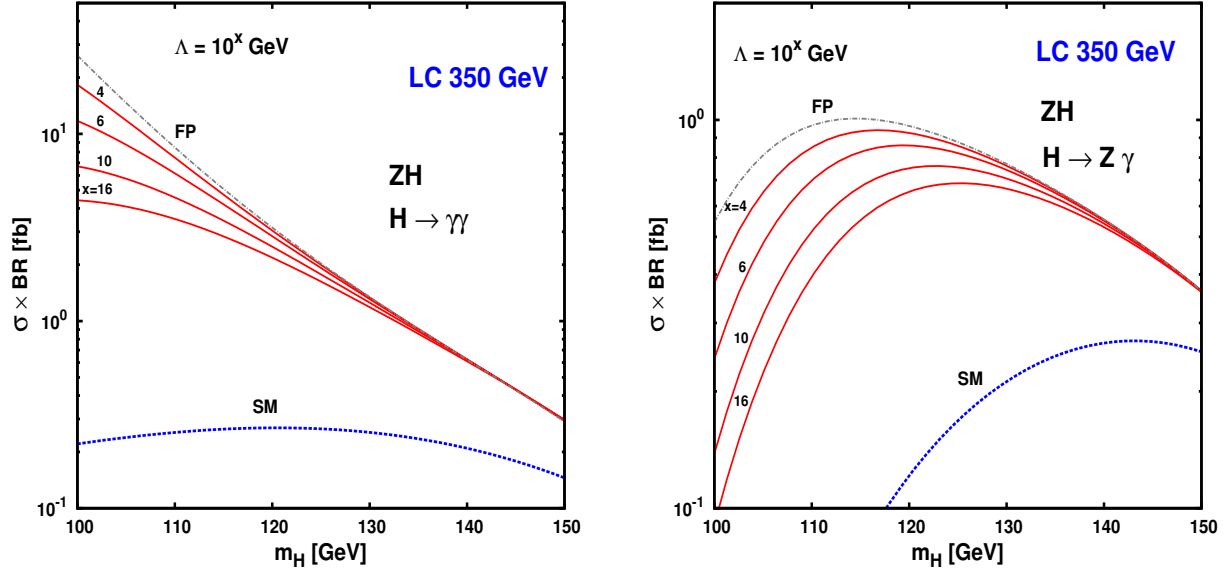 Λ = 10^x GeV
LC 350 GeV
4
FP
6
10
x=16
ZH
H → γγ
SM
10^1
10^0
10^-1
σ × BR [fb]
100 110 120 130 140 150
m_H [GeV]
Λ = 10^x GeV
LC 350 GeV
FP
ZH
H → Z γ
x=4
6
10
16
SM
10^0
10^-1
σ × BR [fb]
100 110 120 130 140 150
m_H [GeV]